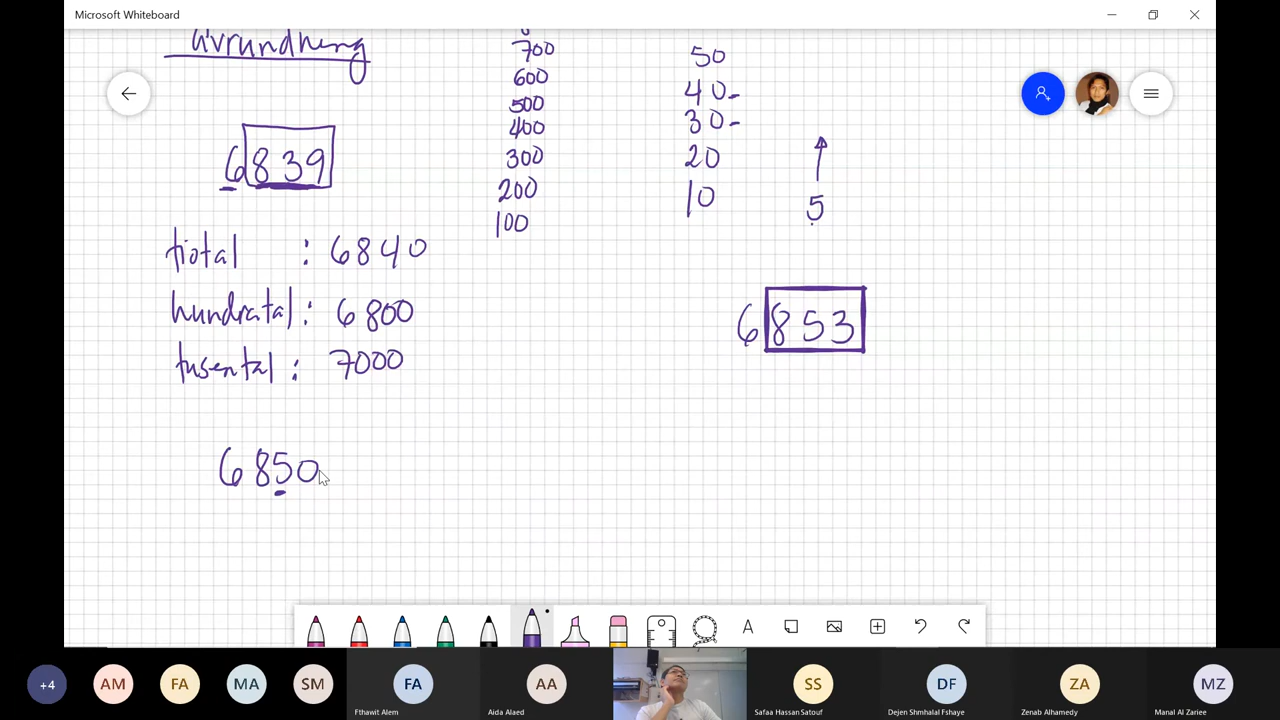 Microsoft Whiteboard
Avrundning
6839
tiotal : 6840
hundratal : 6800
tusental : 7000
6850
700
600
500
400
300
200
100
50
40
30
20
10
5
6853
A
+4
AM
FA
MA
SM
FA
Fthawit Alem
AA
Aida Alaed
SS
Safaa Hassan Satouf
DF
Dejen Shmhalal Fshaye
ZA
Zenab Alhamedy
MZ
Manal Al Zariee